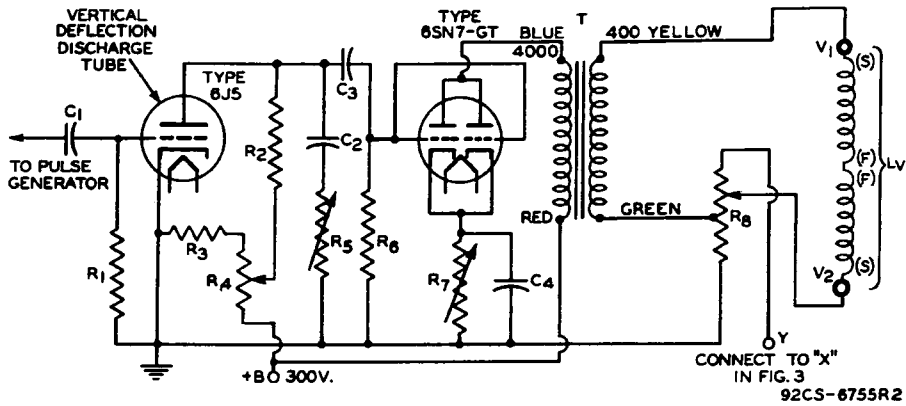 VERTICAL
DEFLECTION
DISCHARGE
TUBE
TYPE
6J5
C1
TO PULSE
GENERATOR
R1
R2
R3
R4
C2
R5
C3
R6
TYPE
6SN7-GT
R7
C4
BLUE
4000
T
400 YELLOW
RED
GREEN
R8
V1
(S)
(F)
(F)
LV
(S)
V2
Y
CONNECT TO "X"
IN FIG. 3
+B 300V.
92CS-6755R2